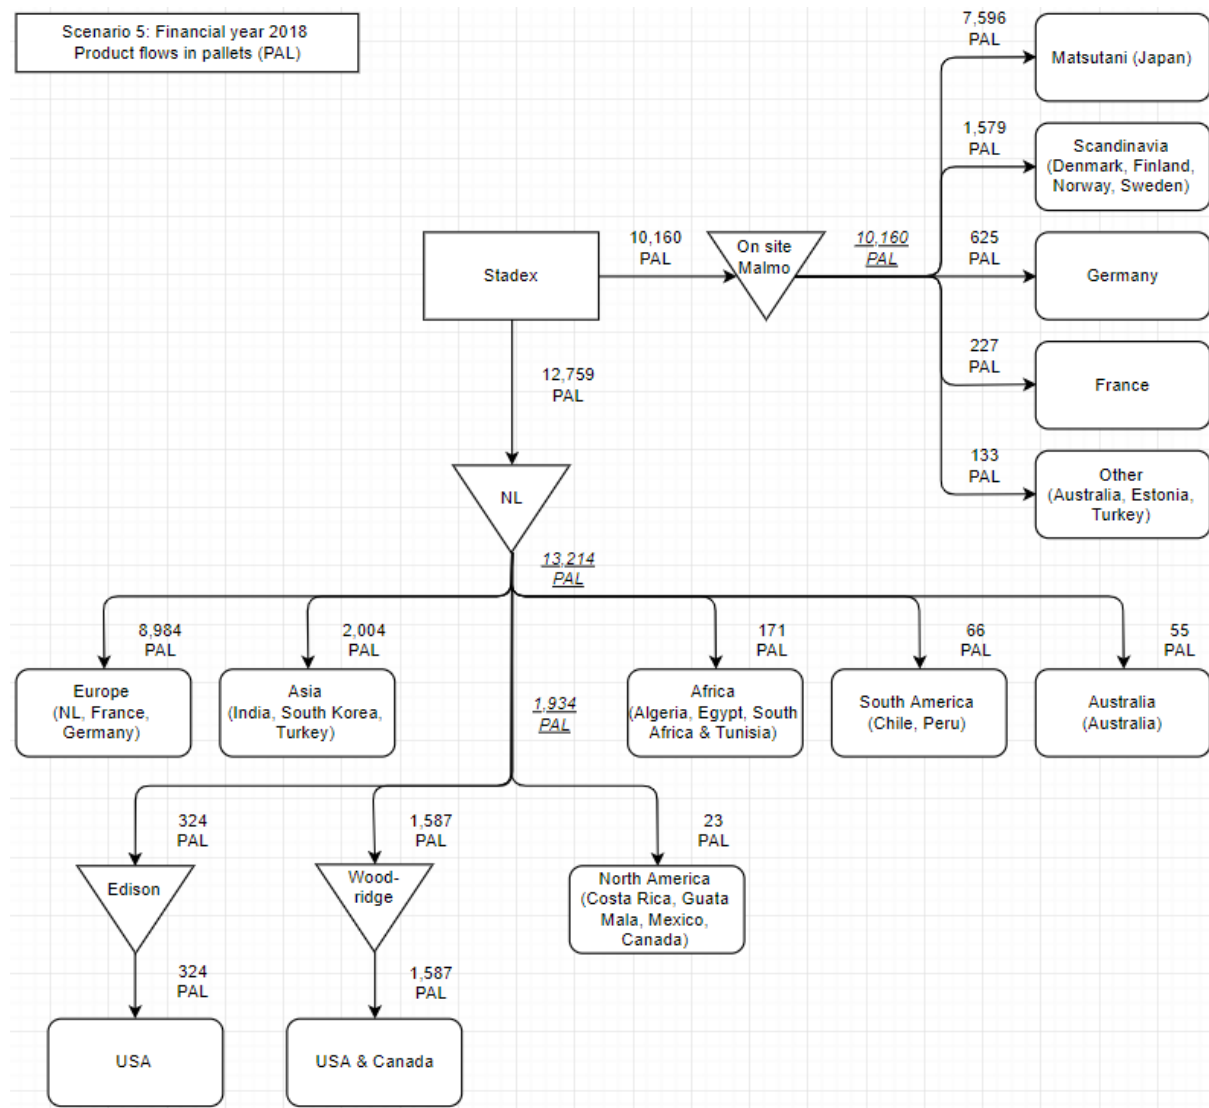 Scenario 5: Financial year 2018
Product flows in pallets (PAL)
7,596
PAL
Matsutani (Japan)
1,579
PAL
Scandinavia
(Denmark, Finland,
Norway, Sweden)
Stadex
10,160
PAL
On site
Malmo
10,160
PAL
625
PAL
Germany
227
PAL
France
133
PAL
Other
(Australia, Estonia,
Turkey)
12,759
PAL
NL
13,214
PAL
8,984
PAL
Europe
(NL, France,
Germany)
2,004
PAL
Asia
(India, South Korea,
Turkey)
1,934
PAL
171
PAL
Africa
(Algeria, Egypt, South
Africa & Tunisia)
66
PAL
South America
(Chile, Peru)
55
PAL
Australia
(Australia)
324
PAL
Edison
324
PAL
USA
1,587
PAL
Wood-
ridge
1,587
PAL
USA & Canada
23
PAL
North America
(Costa Rica, Guata
Mala, Mexico,
Canada)